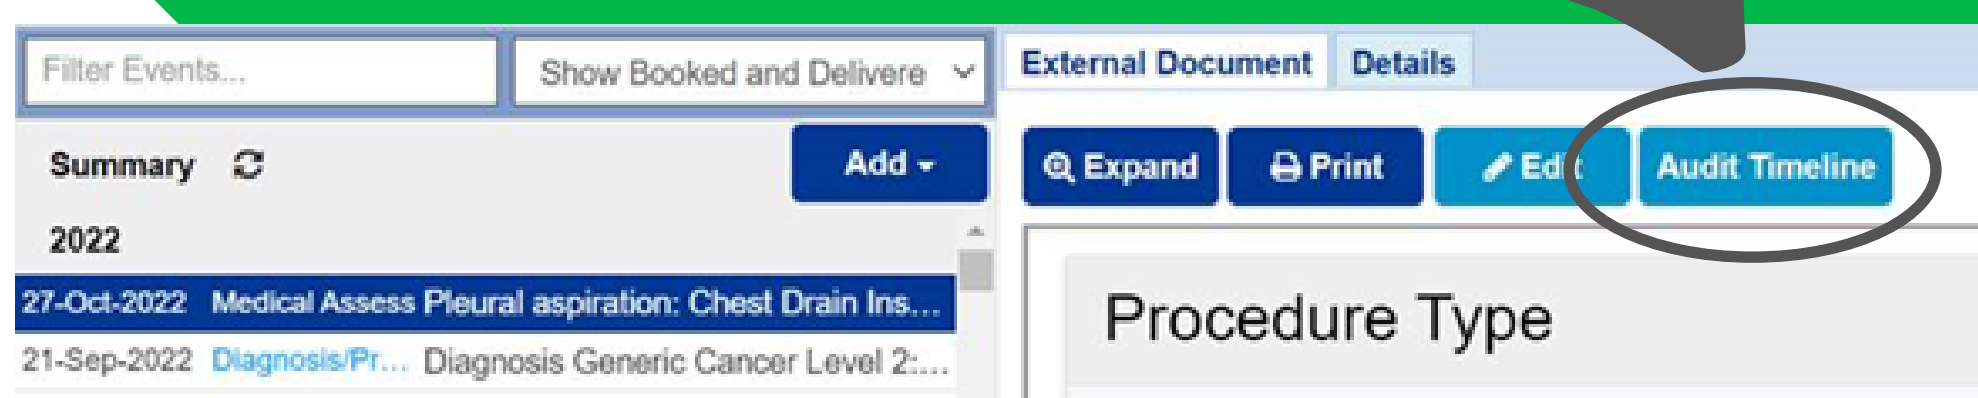 Filter Events...
Show Booked and Delivere
Summary
Add
2022
27-Oct-2022 Medical Assess Pleural aspiration: Chest Drain Ins...
21-Sep-2022 Diagnosis/Pr... Diagnosis Generic Cancer Level 2:...
External Document Details
Expand Print Edit Audit Timeline
Procedure Type